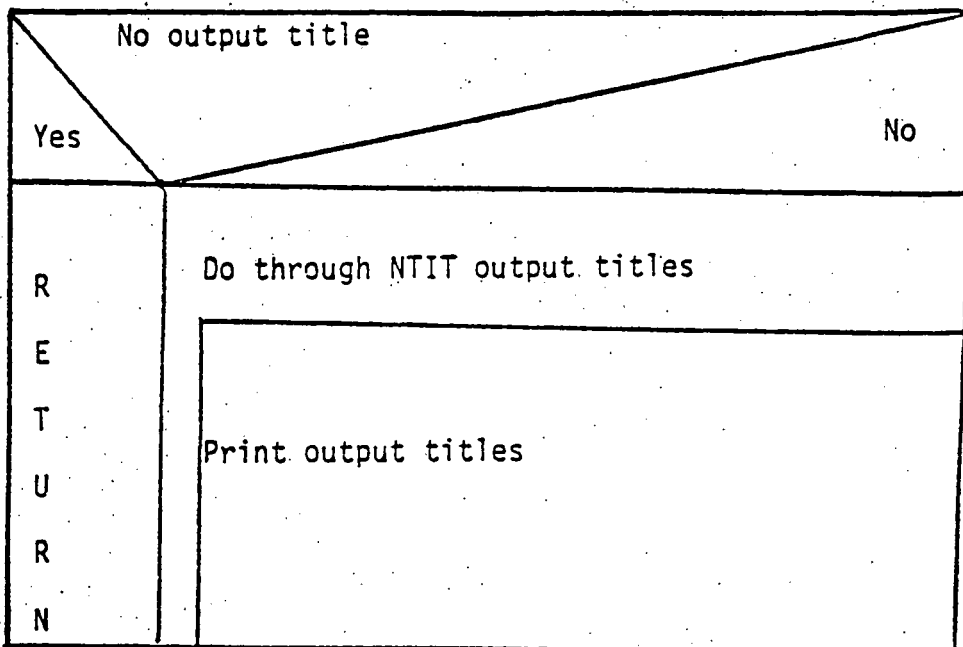 No output title
Yes
No
Do through NTIT output titles
Print output titles
R
E
T
U
R
N